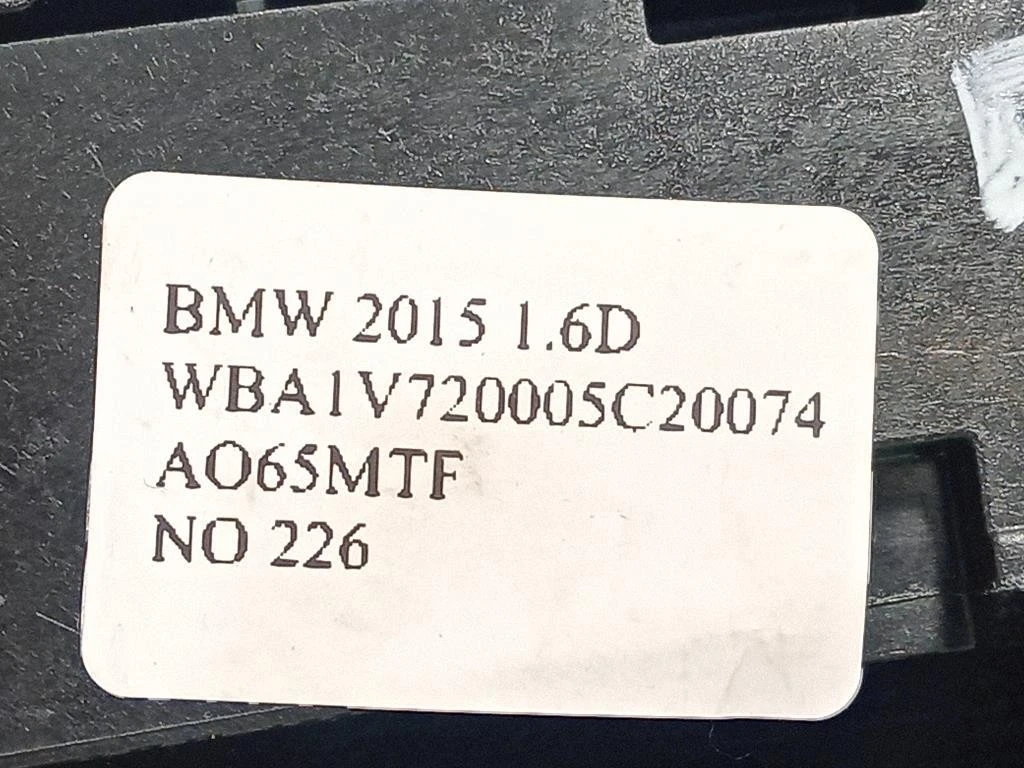 BMW 2015 1.6D
WBA1V720005C20074
AO65MTF
NO 226